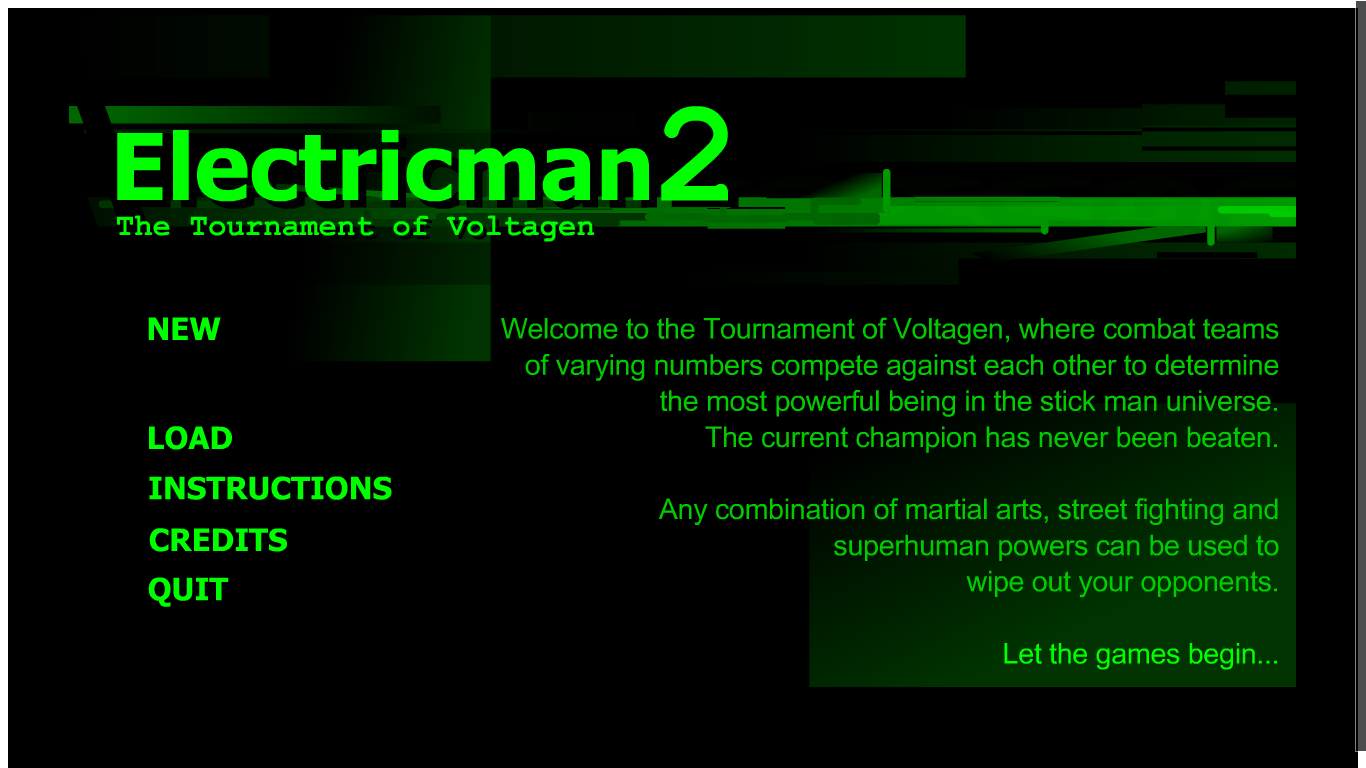 Electricman2
The Tournament of Voltagen
NEW
LOAD
INSTRUCTIONS
CREDITS
QUIT
Welcome to the Tournament of Voltagen, where combat teams
of varying numbers compete against each other to determine
the most powerful being in the stick man universe.
The current champion has never been beaten.
Any combination of martial arts, street fighting and
superhuman powers can be used to
wipe out your opponents.
Let the games begin...